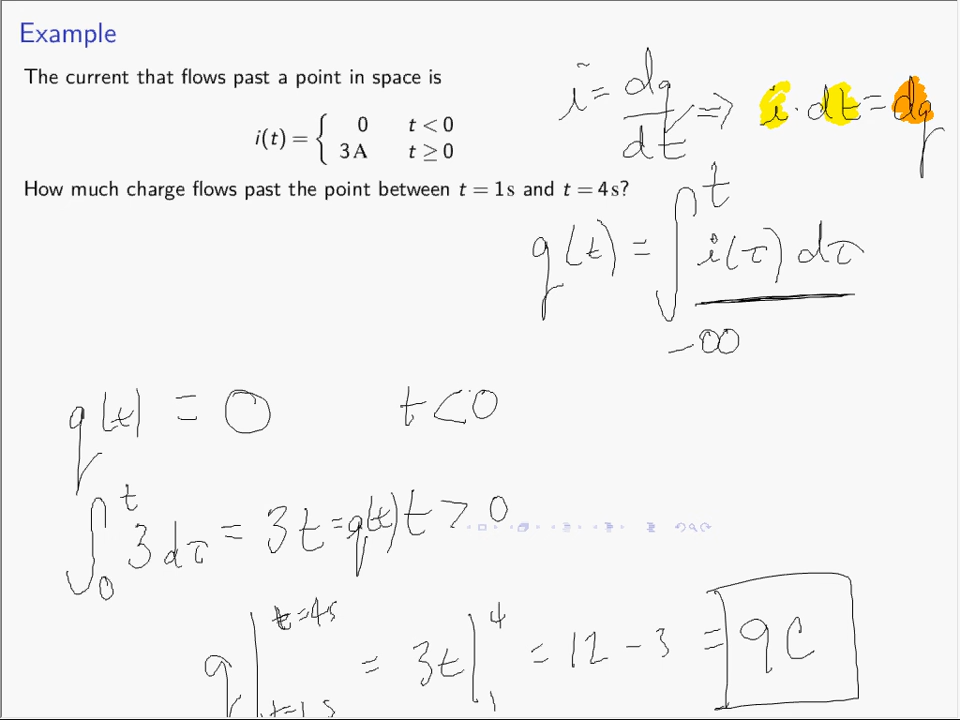 Example
The current that flows past a point in space is
i(t) = { 0 t < 0
3 A t ≥ 0
How much charge flows past the point between t = 1 s and t = 4 s?
i = dq/dt ⇒ i · dt = dq
q(t) = ∫_{-∞}^{t} i(τ) dτ
q(t) = 0 t < 0
∫_0^t 3 dτ = 3t = q(t) t > 0
q |_{t=1s}^{t=4s} = 3t |_1^4 = 12 - 3 = 9C